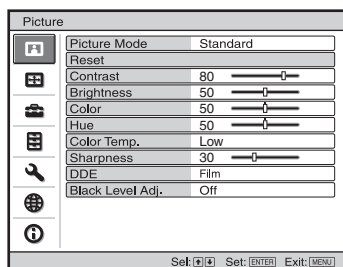 Picture
Picture Mode Standard
Reset
Contrast 80
Brightness 50
Color 50
Hue 50
Color Temp. Low
Sharpness 30
DDE Film
Black Level Adj. Off
Sel: Set: ENTER Exit: MENU